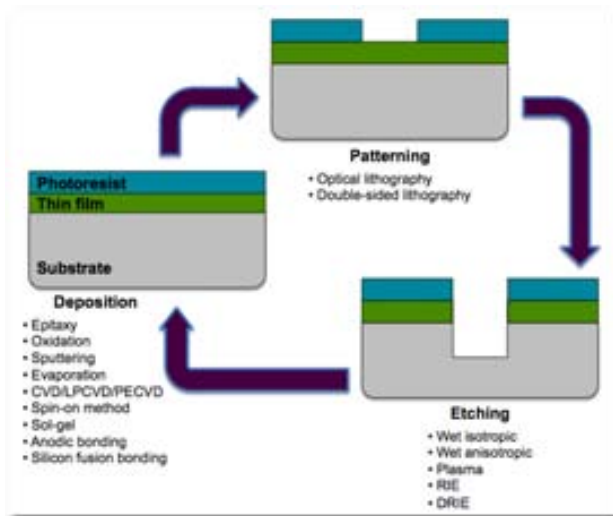 Patterning
• Optical lithography
• Double-sided lithography
Photoresist
Thin film
Substrate
Deposition
• Epitaxy
• Oxidation
• Sputtering
• Evaporation
• CVD/LPCVD/PECVD
• Spin-on method
• Sol-gel
• Anodic bonding
• Silicon fusion bonding
Etching
• Wet isotropic
• Wet anisotropic
• Plasma
• RIE
• DRIE